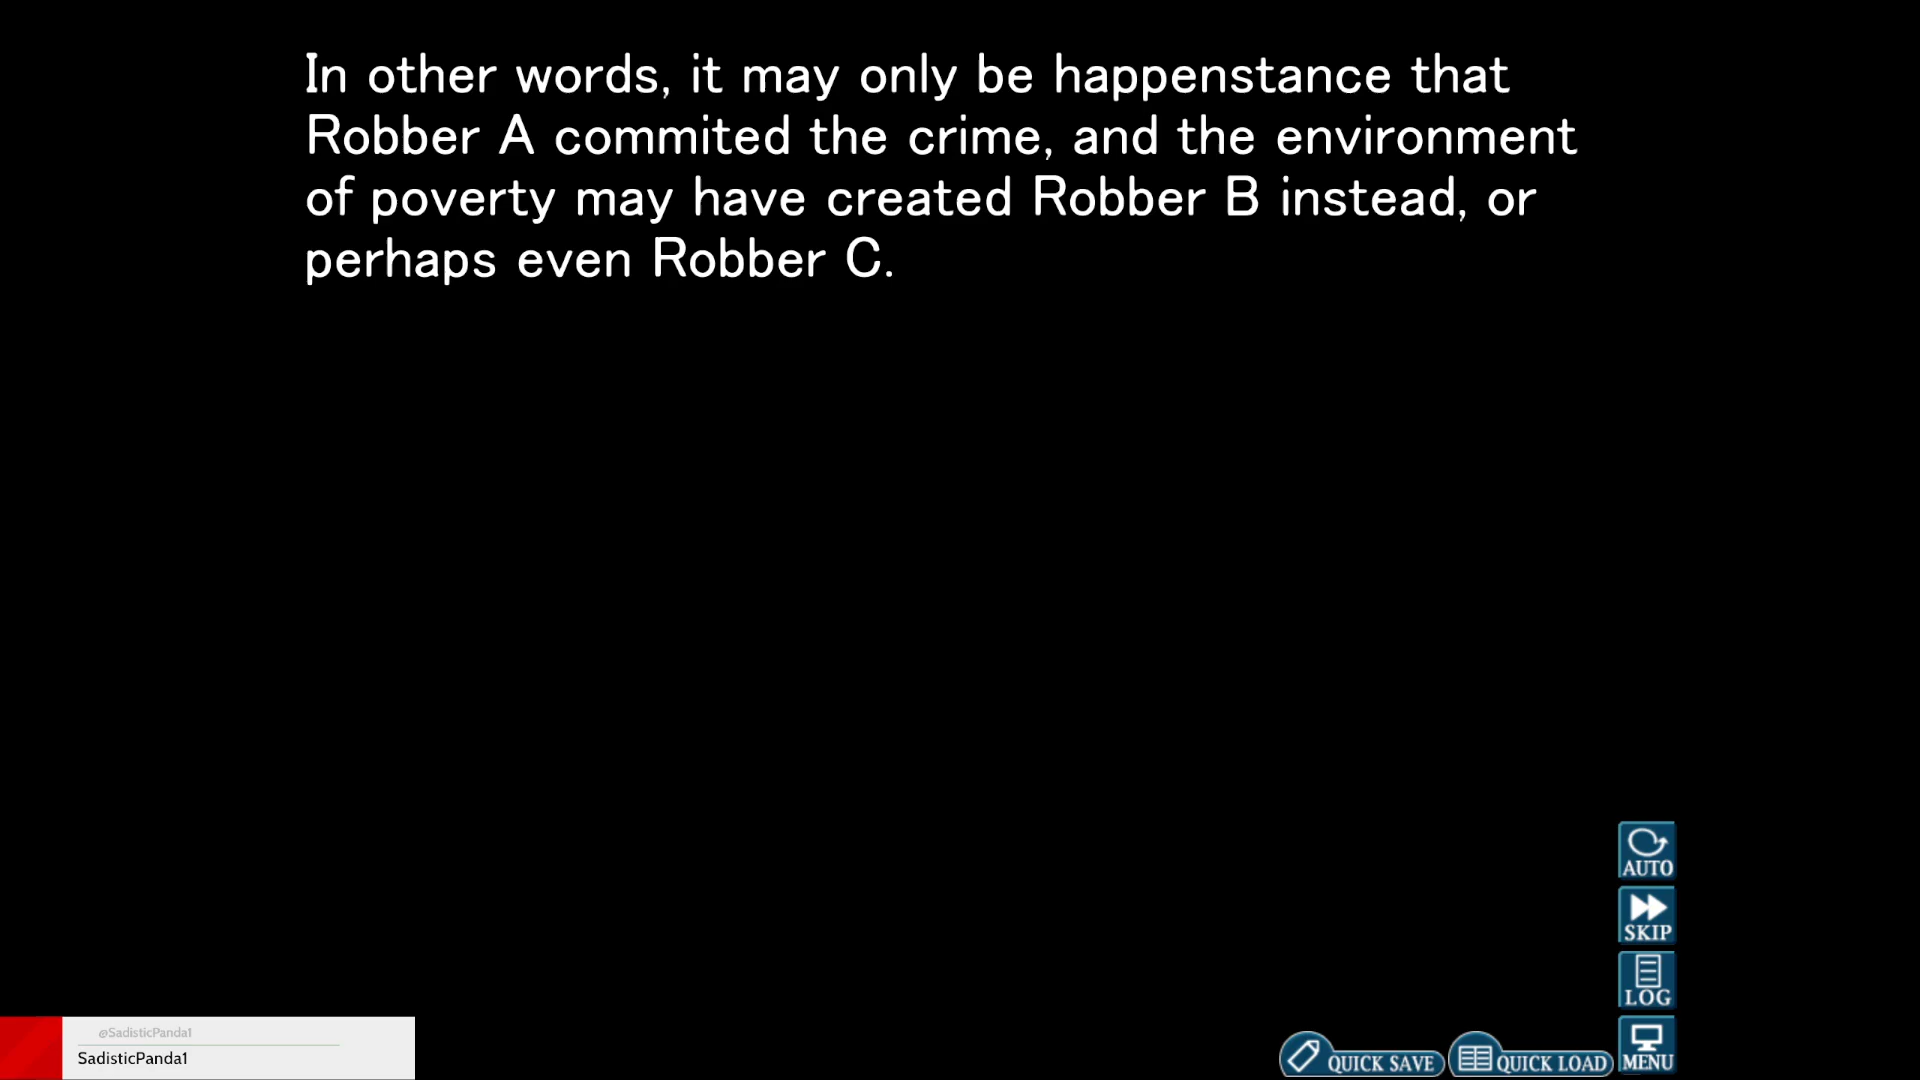 In other words, it may only be happenstance that
Robber A commited the crime, and the environment
of poverty may have created Robber B instead, or
perhaps even Robber C.
AUTO
SKIP
LOG
MENU
QUICK SAVE
QUICK LOAD
@SadisticPanda1
SadisticPanda1